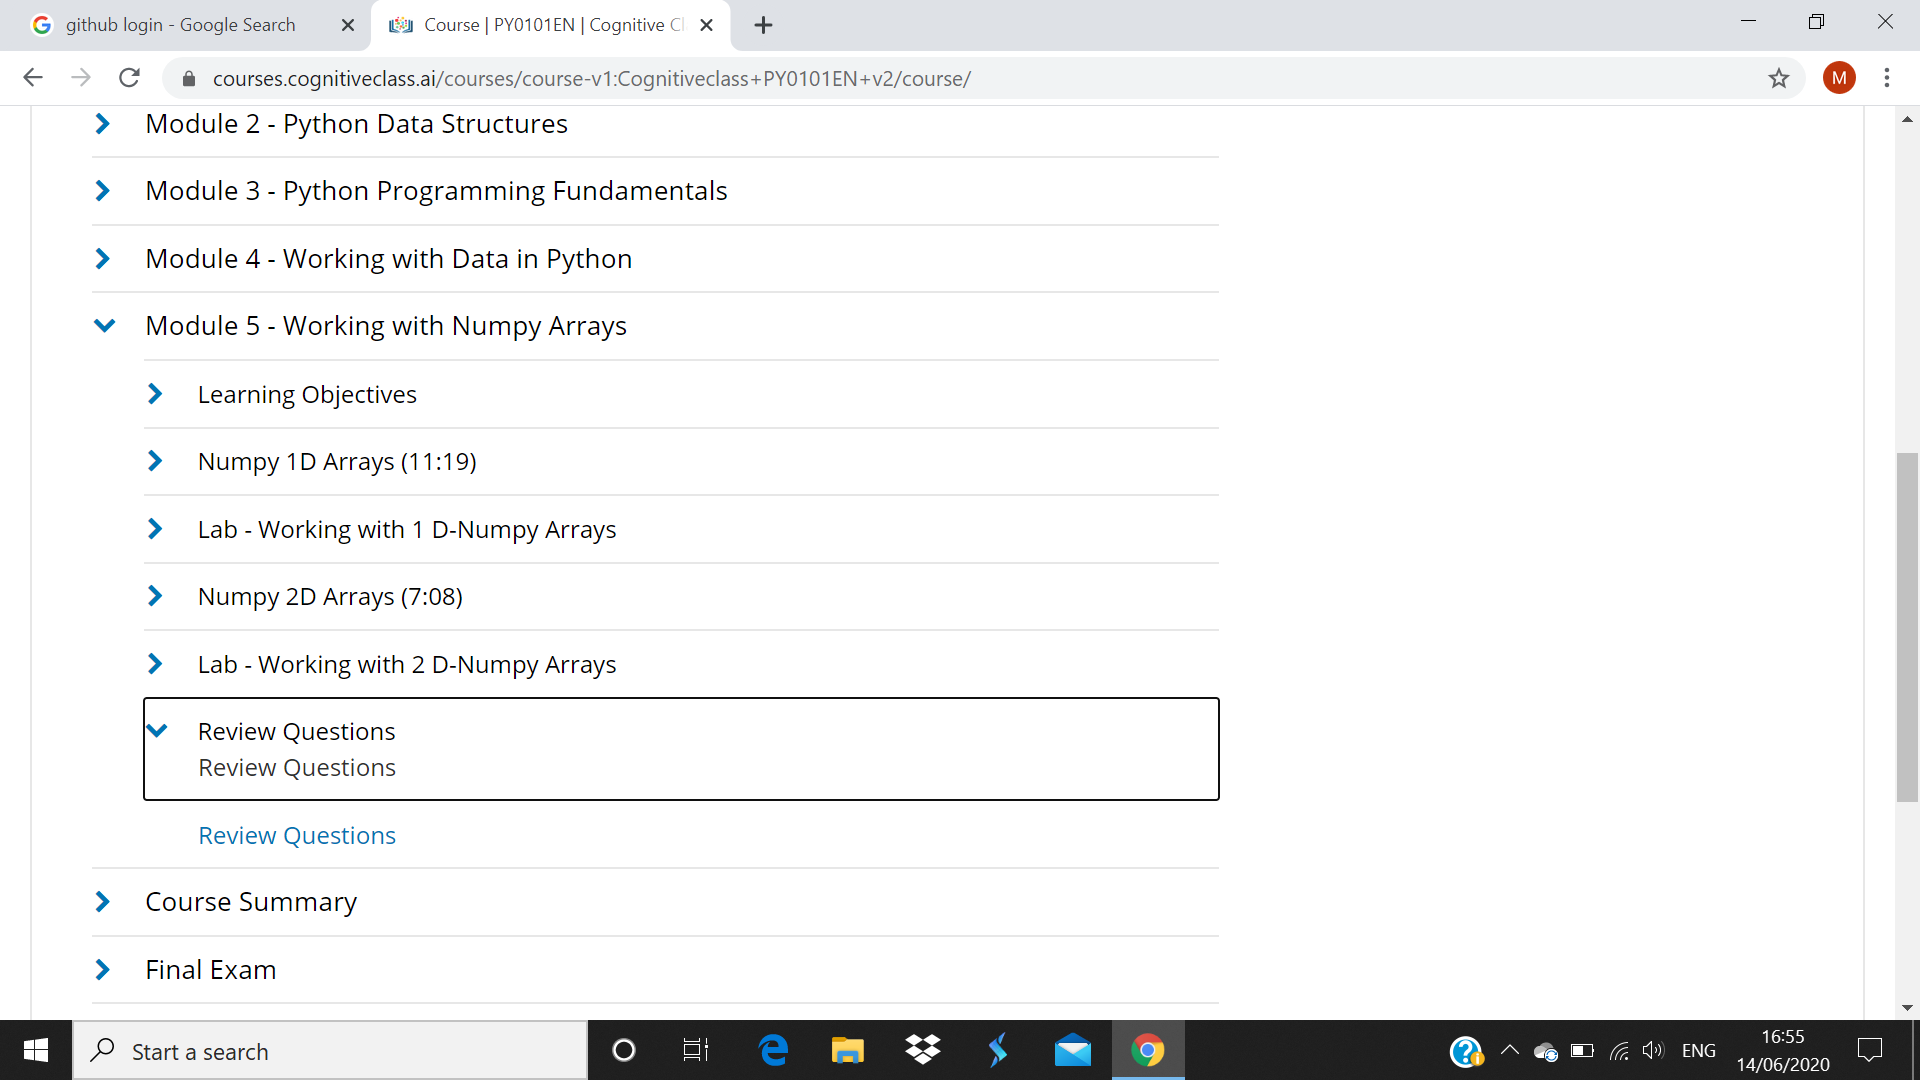 github login - Google Search
Course | PY0101EN | Cognitive Cl
courses.cognitiveclass.ai/courses/course-v1:Cognitiveclass+PY0101EN+v2/course/
M
Module 2 - Python Data Structures
Module 3 - Python Programming Fundamentals
Module 4 - Working with Data in Python
Module 5 - Working with Numpy Arrays
Learning Objectives
Numpy 1D Arrays (11:19)
Lab - Working with 1 D-Numpy Arrays
Numpy 2D Arrays (7:08)
Lab - Working with 2 D-Numpy Arrays
Review Questions
Review Questions
Review Questions
Course Summary
Final Exam
Start a search
ENG
16:55
14/06/2020